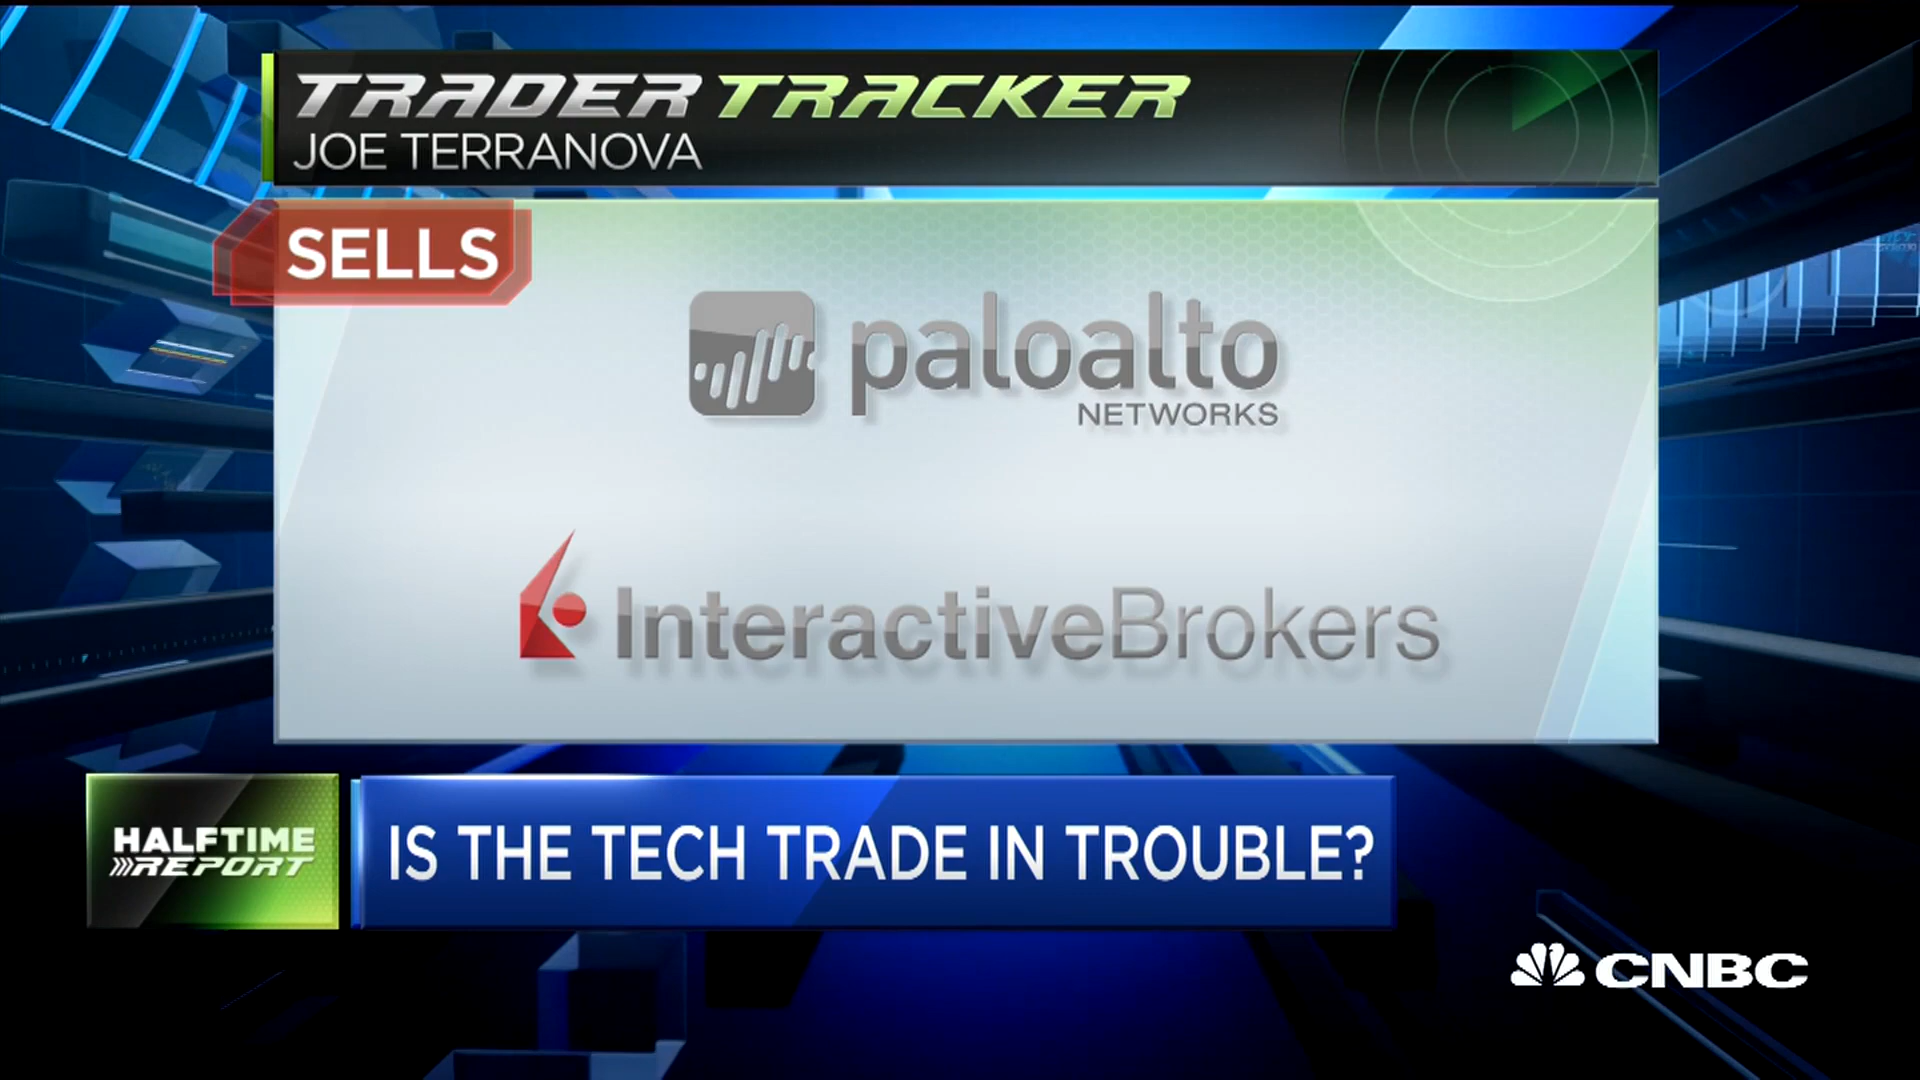 TRADER TRACKER
JOE TERRANOVA
SELLS
paloalto
NETWORKS
InteractiveBrokers
HALFTIME
REPORT
IS THE TECH TRADE IN TROUBLE?
CNBC